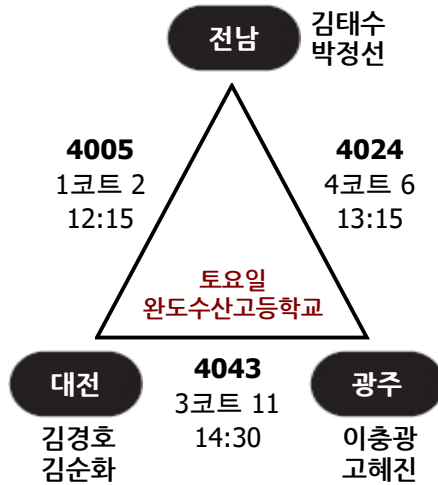 전남
김태수
박정선
4005
1코트 2
12:15
4024
4코트 6
13:15
토요일
완도수산고등학교
대전
김경호
김순화
4043
3코트 11
14:30
광주
이충광
고혜진